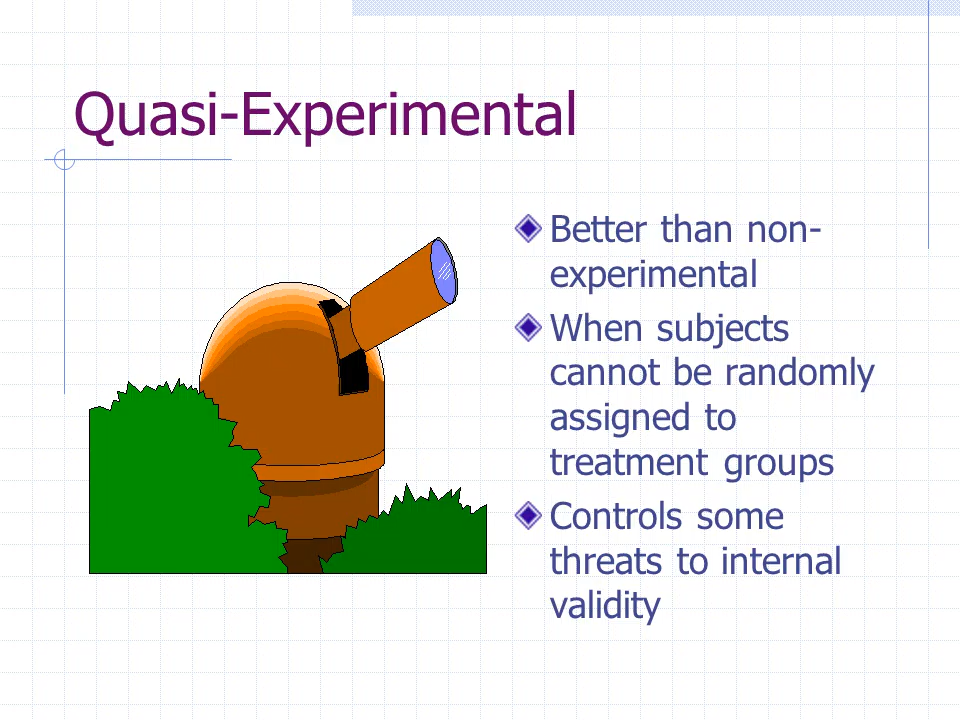 Quasi-Experimental
Better than non-
experimental
When subjects
cannot be randomly
assigned to
treatment groups
Controls some
threats to internal
validity